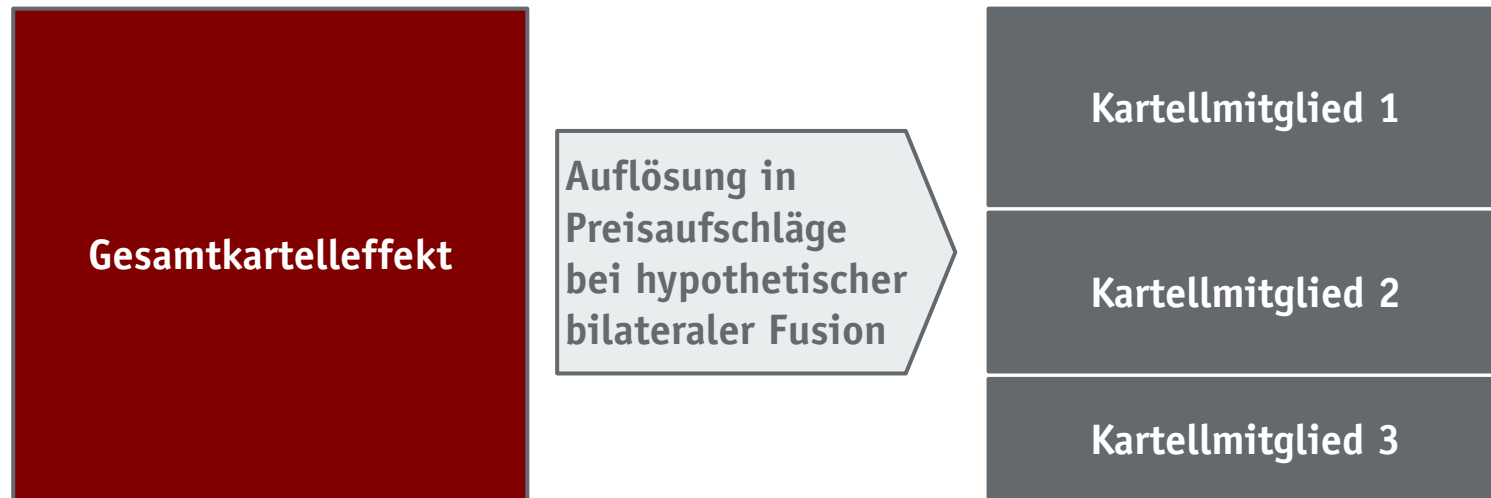 Gesamtkartelleffekt
Auflösung in
Preisaufschläge
bei hypothetischer
bilateraler Fusion
Kartellmitglied 1
Kartellmitglied 2
Kartellmitglied 3